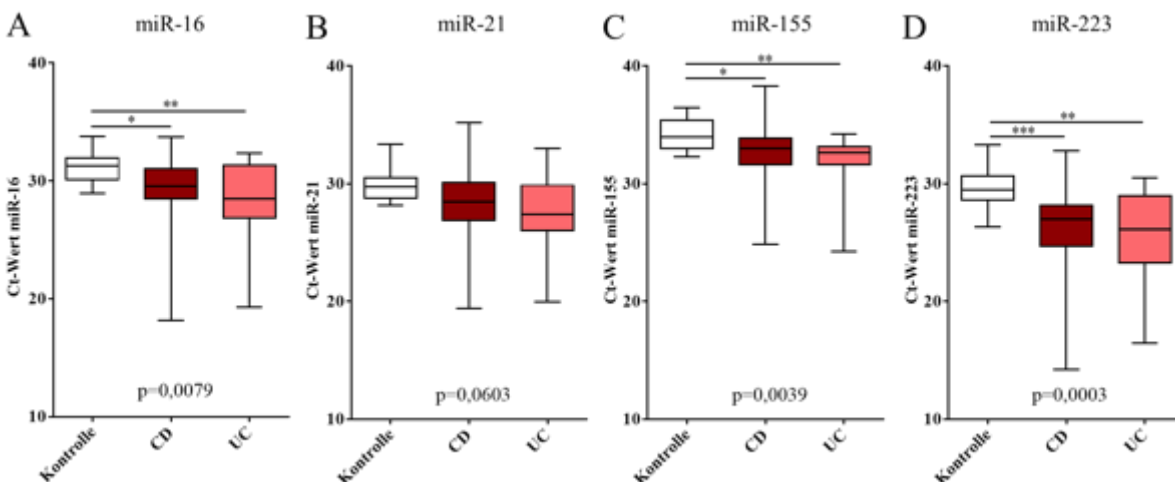 A miR-16
Ct-Wert miR-16
40
30
20
10
**
*
p=0,0079
Kontrolle CD UC
B miR-21
Ct-Wert miR-21
40
30
20
10
p=0,0603
Kontrolle CD UC
C miR-155
Ct-Wert miR-155
40
30
20
10
**
*
p=0,0039
Kontrolle CD UC
D miR-223
Ct-Wert miR-223
40
30
20
10
**
***
p=0,0003
Kontrolle CD UC